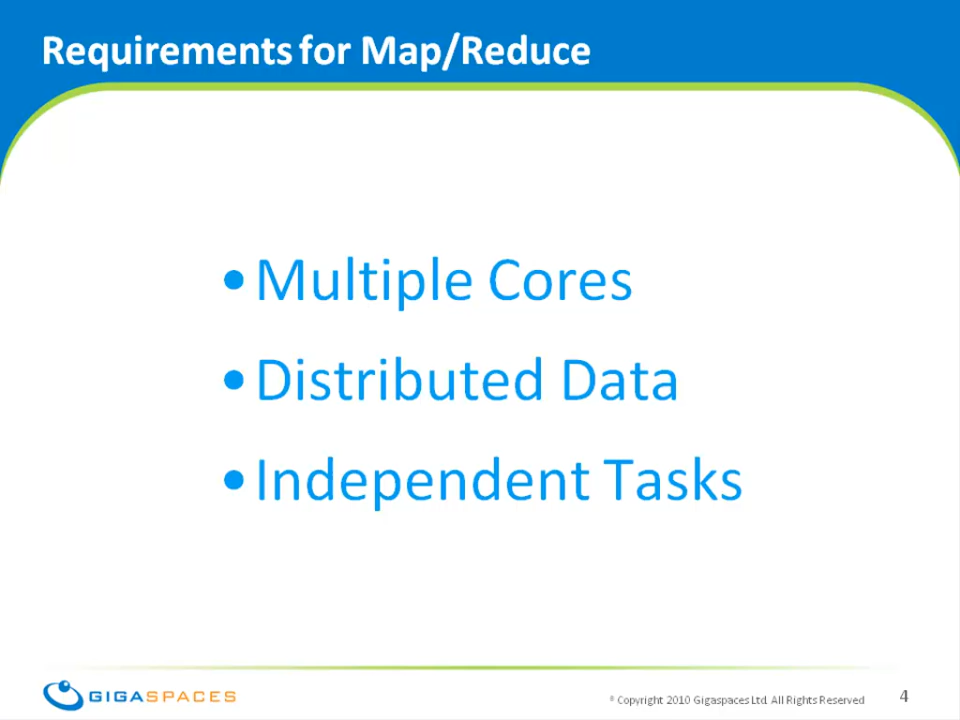 Requirements for Map/Reduce
•Multiple Cores
•Distributed Data
•Independent Tasks
GIGASPACES
© Copyright 2010 Gigaspaces Ltd. All Rights Reserved
4